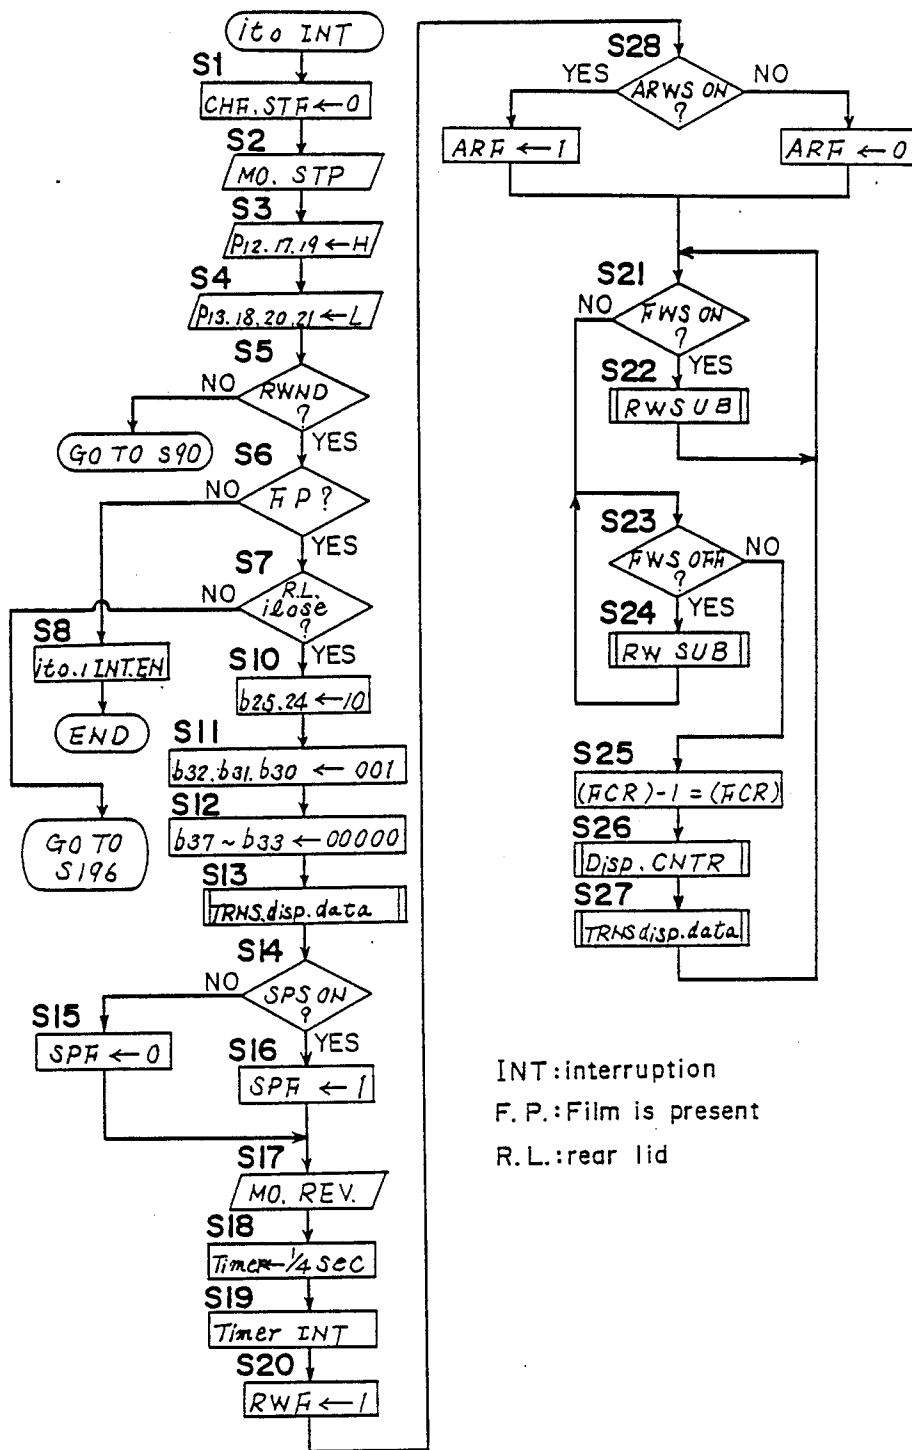 ito INT
S1
CHF.STF ← 0
S2
MO. STP
S3
P12.17.19 ← H
S4
P13.18.20.21 ← L
S5
RWND
?
NO
YES
GO TO S90
S6
F P ?
NO
YES
S7
R.L.
ilose
?
NO
YES
S8
ito.1 INT.EN
END
GO TO
S196
S10
b25.24 ← 10
S11
b32.b31.b30 ← 001
S12
b37 ~ b33 ← 00000
S13
TRNS.disp.data
S14
SPS ON
?
NO
YES
S15
SPF ← 0
S16
SPF ← 1
S17
MO. REV.
S18
Timer ← 1/4 sec
S19
Timer INT
S20
RWF ← 1
S28
ARWS ON
?
YES
NO
ARF ← 1
ARF ← 0
S21
FWS ON
?
NO
YES
S22
RWSUB
S23
FWS OFF
?
NO
YES
S24
RW SUB
S25
(FCR)-1 = (FCR)
S26
Disp. CNTR
S27
TRNS disp.data
INT: interruption
F. P.: Film is present
R. L.: rear lid